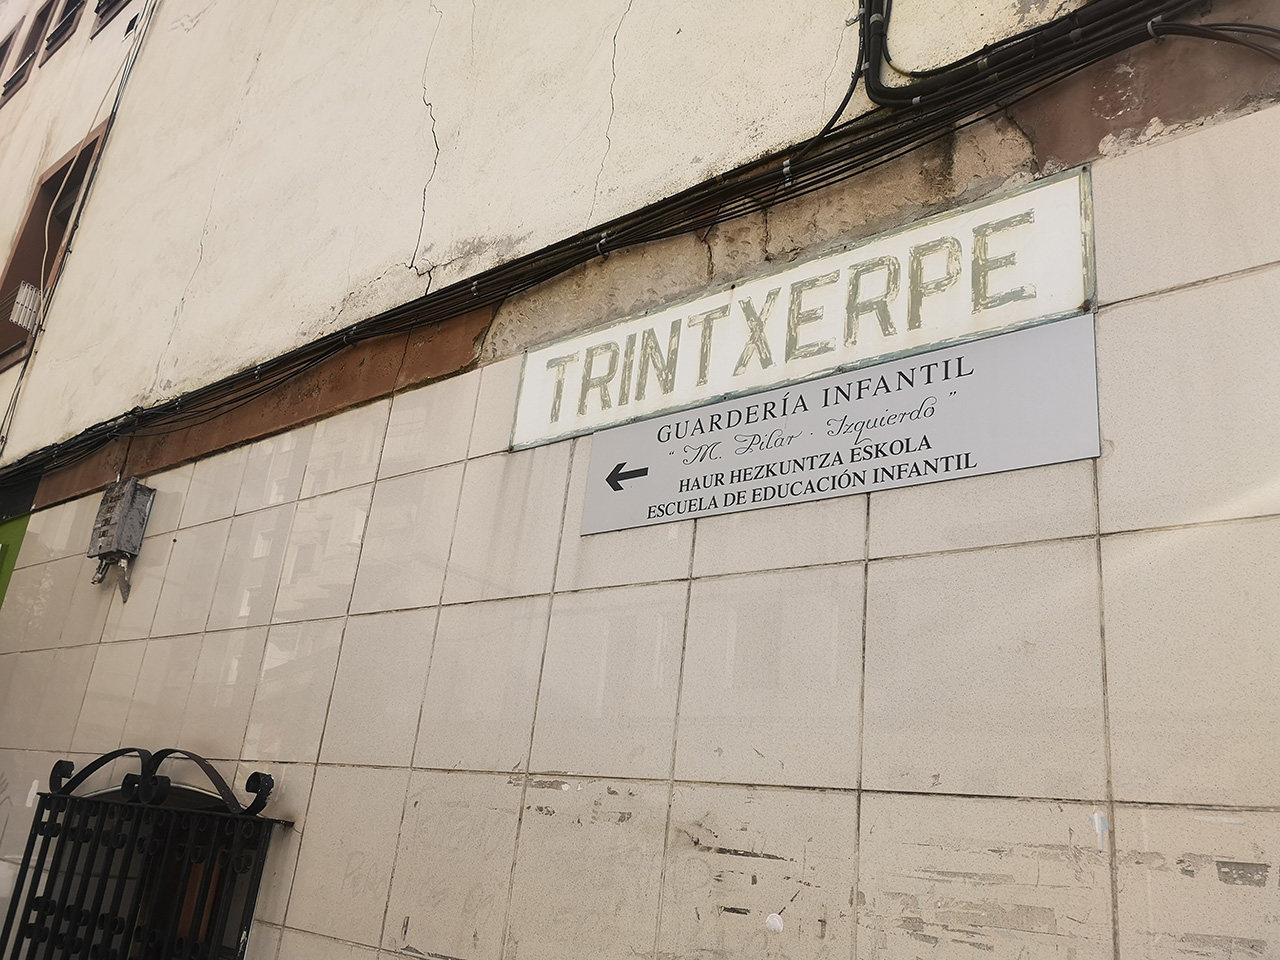 TRINTXERPE
GUARDERÍA INFANTIL
“ M. Pilar · Izquierdo ”
HAUR HEZKUNTZA ESKOLA
ESCUELA DE EDUCACIÓN INFANTIL